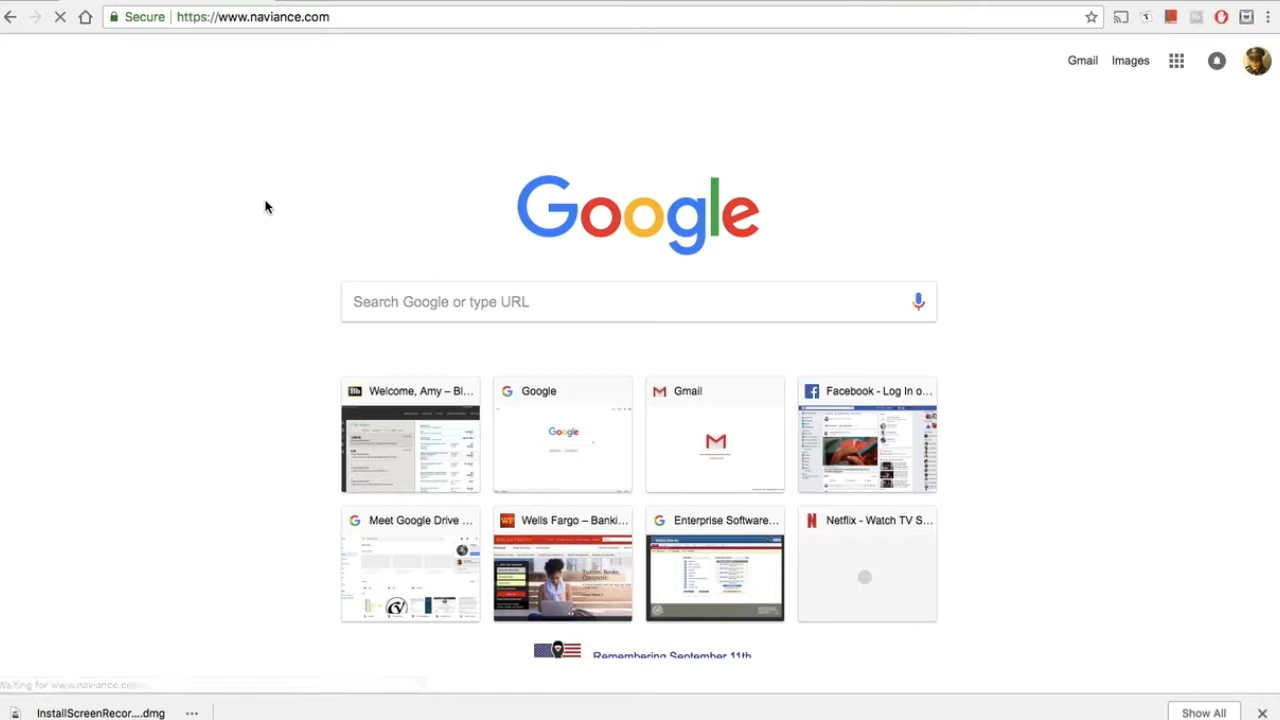 Secure https://www.naviance.com
Gmail Images
Google
Search Google or type URL
Welcome, Amy – Bl...
Google
Gmail
Facebook - Log In o...
Meet Google Drive ...
Wells Fargo – Banki...
Enterprise Software...
Netflix - Watch TV S...
Remembering September 11th
Waiting for www.naviance.com...
InstallScreenRecor....dmg
Show All